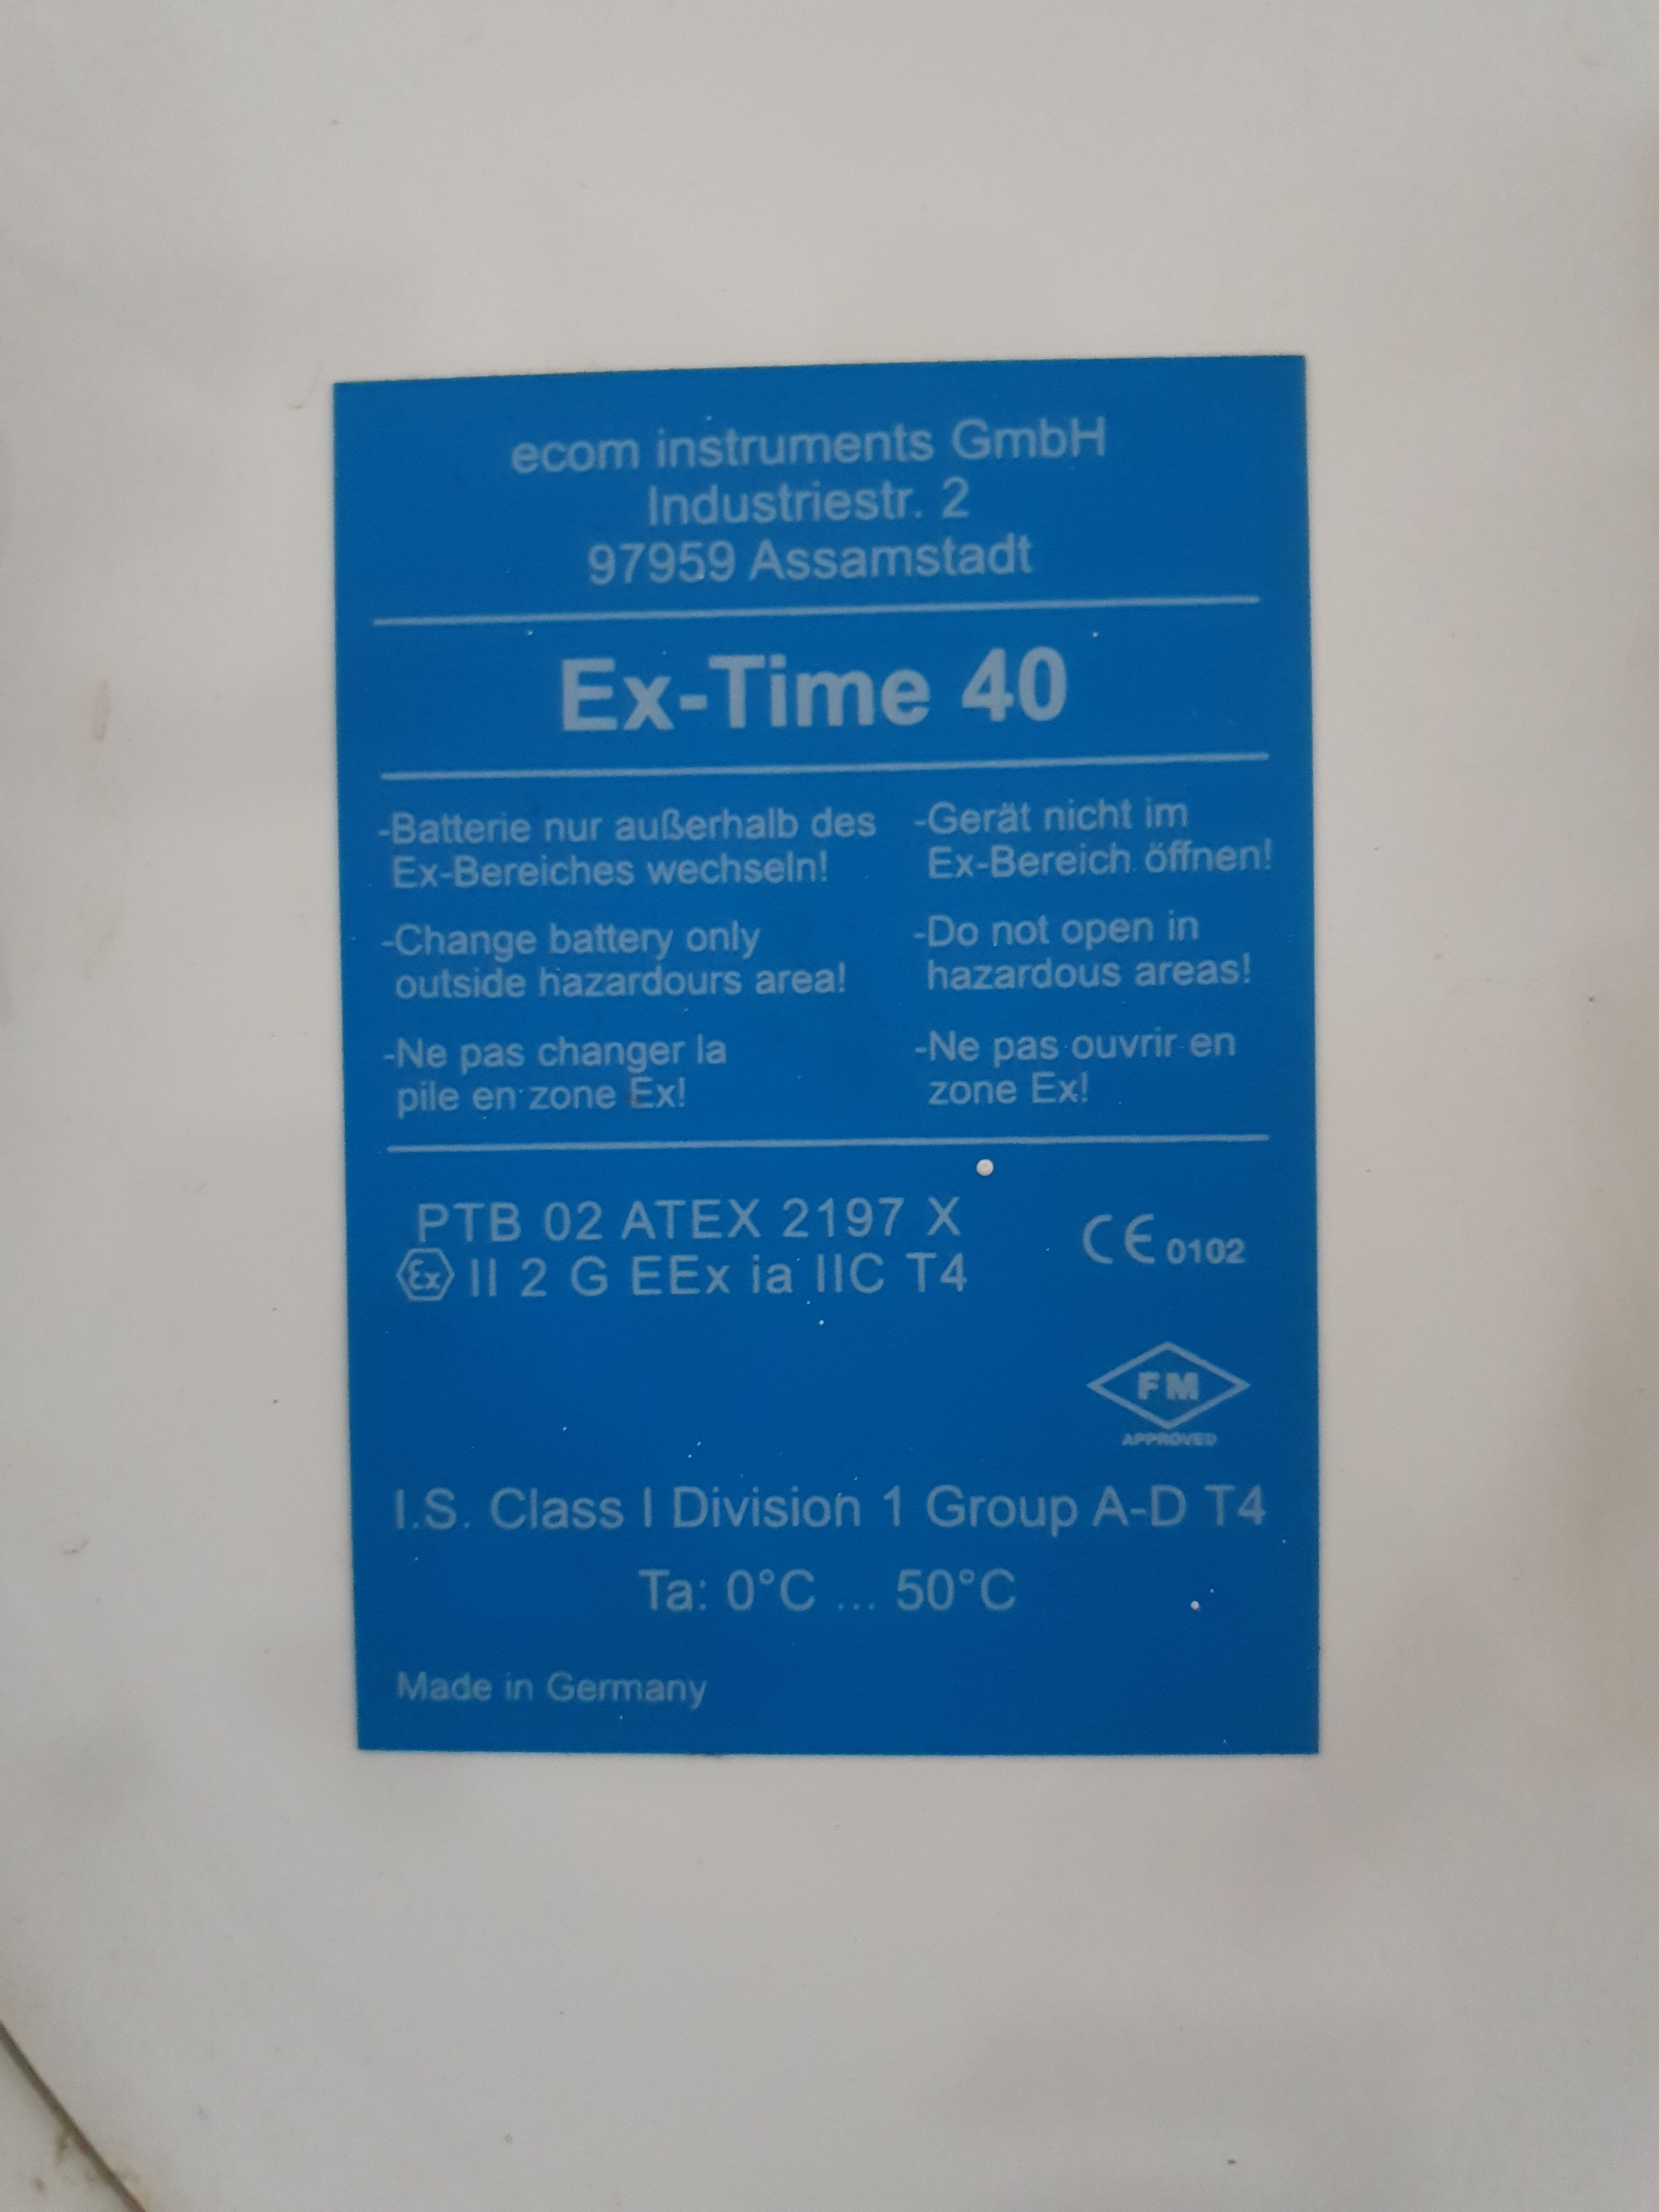 ecom instruments GmbH
Industriestr. 2
97959 Assamstadt
Ex-Time 40
-Batterie nur außerhalb des
Ex-Bereiches wechseln!
-Gerät nicht im
Ex-Bereich öffnen!
-Change battery only
outside hazardours area!
-Do not open in
hazardous areas!
-Ne pas changer la
pile en zone Ex!
-Ne pas ouvrir en
zone Ex!
PTB 02 ATEX 2197 X
Ex II 2 G EEx ia IIC T4
CE 0102
FM
APPROVED
I.S. Class I Division 1 Group A-D T4
Ta: 0°C ... 50°C
Made in Germany